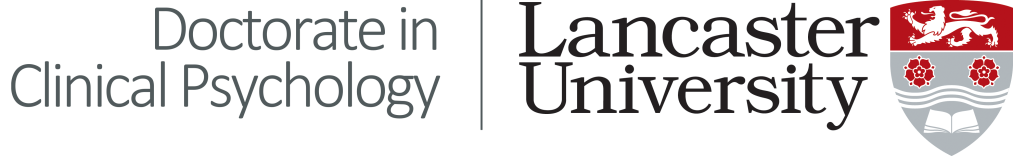 Doctorate in
Clinical Psychology
Lancaster
University